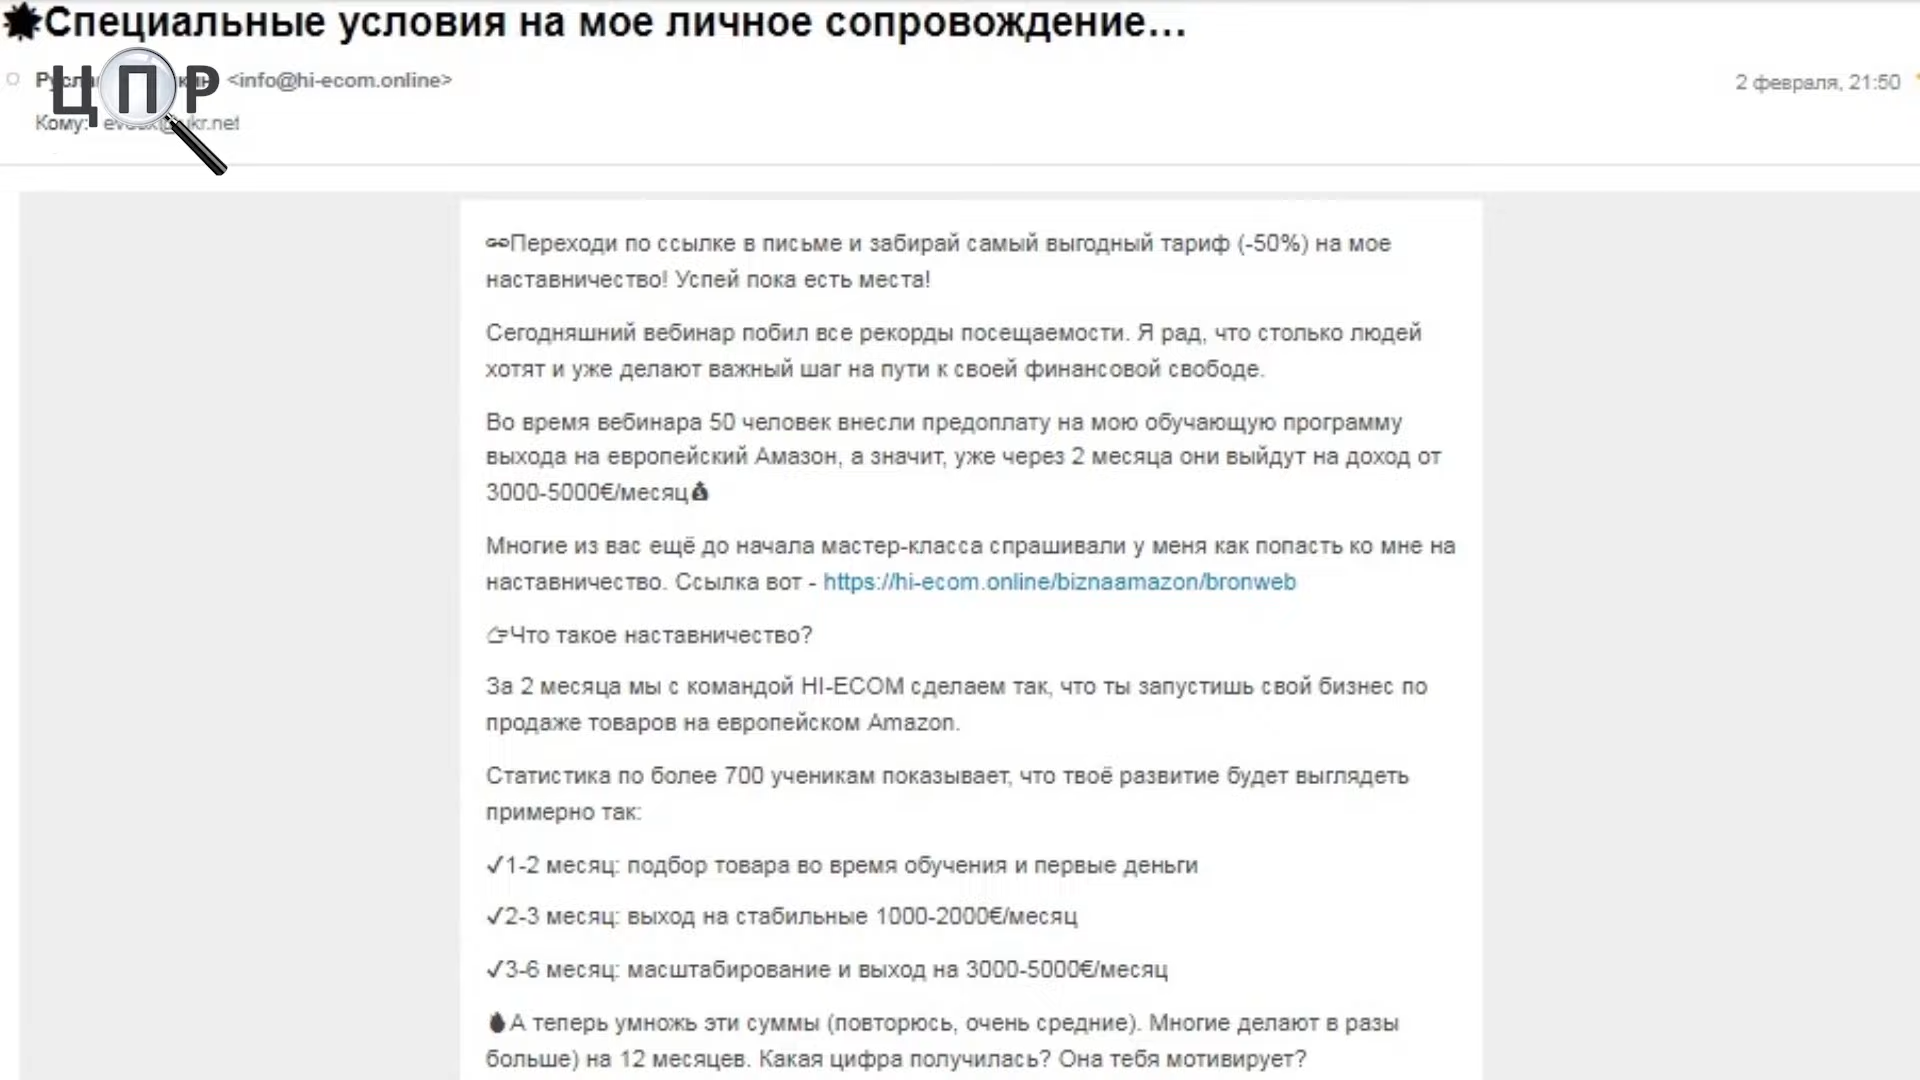 Специальные условия на мое личное сопровождение...
ЦПР
<info@hi-ecom.online>
2 февраля, 21:50
Кому:
Переходи по ссылке в письме и забирай самый выгодный тариф (-50%) на мое
наставничество! Успей пока есть места!
Сегодняшний вебинар побил все рекорды посещаемости. Я рад, что столько людей
хотят и уже делают важный шаг на пути к своей финансовой свободе.
Во время вебинара 50 человек внесли предоплату на мою обучающую программу
выхода на европейский Амазон, а значит, уже через 2 месяца они выйдут на доход от
3000-5000€/месяц
Многие из вас ещё до начала мастер-класса спрашивали у меня как попасть ко мне на
наставничество. Ссылка вот - https://hi-ecom.online/biznaamazon/bronweb
Что такое наставничество?
За 2 месяца мы с командой HI-ECOM сделаем так, что ты запустишь свой бизнес по
продаже товаров на европейском Amazon.
Статистика по более 700 ученикам показывает, что твоё развитие будет выглядеть
примерно так:
✓1-2 месяц: подбор товара во время обучения и первые деньги
✓2-3 месяц: выход на стабильные 1000-2000€/месяц
✓3-6 месяц: масштабирование и выход на 3000-5000€/месяц
А теперь умножь эти суммы (повторюсь, очень средние). Многие делают в разы
больше) на 12 месяцев. Какая цифра получилась? Она тебя мотивирует?